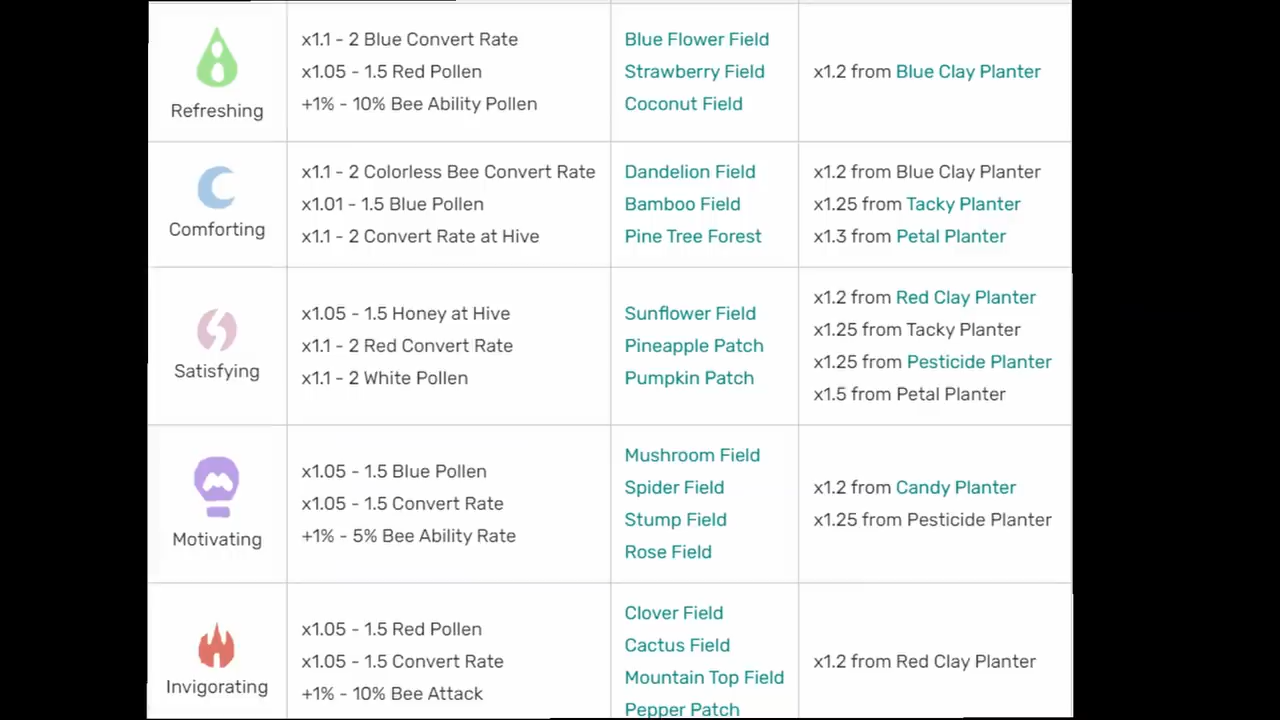 Refreshing
x1.1 - 2 Blue Convert Rate
x1.05 - 1.5 Red Pollen
+1% - 10% Bee Ability Pollen
Blue Flower Field
Strawberry Field
Coconut Field
x1.2 from Blue Clay Planter
Comforting
x1.1 - 2 Colorless Bee Convert Rate
x1.01 - 1.5 Blue Pollen
x1.1 - 2 Convert Rate at Hive
Dandelion Field
Bamboo Field
Pine Tree Forest
x1.2 from Blue Clay Planter
x1.25 from Tacky Planter
x1.3 from Petal Planter
Satisfying
x1.05 - 1.5 Honey at Hive
x1.1 - 2 Red Convert Rate
x1.1 - 2 White Pollen
Sunflower Field
Pineapple Patch
Pumpkin Patch
x1.2 from Red Clay Planter
x1.25 from Tacky Planter
x1.25 from Pesticide Planter
x1.5 from Petal Planter
Motivating
x1.05 - 1.5 Blue Pollen
x1.05 - 1.5 Convert Rate
+1% - 5% Bee Ability Rate
Mushroom Field
Spider Field
Stump Field
Rose Field
x1.2 from Candy Planter
x1.25 from Pesticide Planter
Invigorating
x1.05 - 1.5 Red Pollen
x1.05 - 1.5 Convert Rate
+1% - 10% Bee Attack
Clover Field
Cactus Field
Mountain Top Field
Pepper Patch
x1.2 from Red Clay Planter